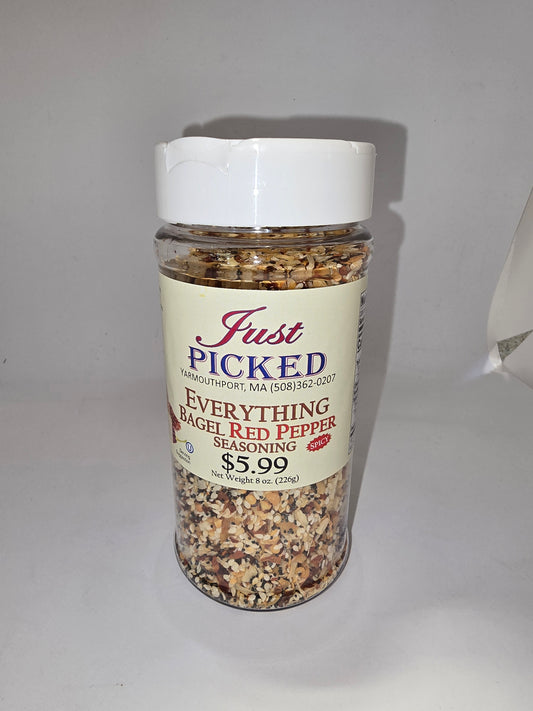 Just
PICKED
YARMOUTHPORT, MA (508)362-0207
EVERYTHING
BAGEL RED PEPPER
SEASONING
SPICY
$5.99
Net Weight 8 oz. (226g)